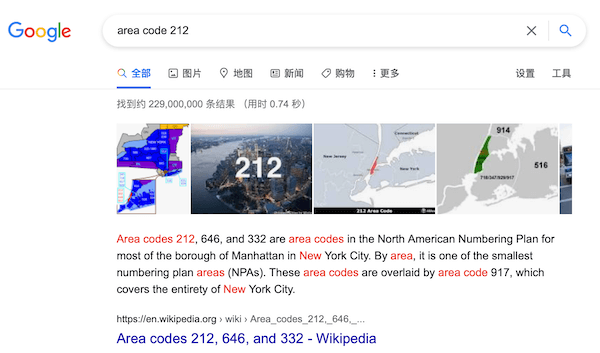 Google
area code 212
全部
图片
地图
新闻
购物
更多
设置
工具
找到约 229,000,000 条结果 （用时 0.74 秒）
NEW YORK
212
Connecticut
New Jersey
New York
212 Area Code
914
516
718/347/929/917
Area codes 212, 646, and 332 are area codes in the North American Numbering Plan for
most of the borough of Manhattan in New York City. By area, it is one of the smallest
numbering plan areas (NPAs). These area codes are overlaid by area code 917, which
covers the entirety of New York City.
https://en.wikipedia.org › wiki › Area_codes_212,_646,_...
Area codes 212, 646, and 332 - Wikipedia